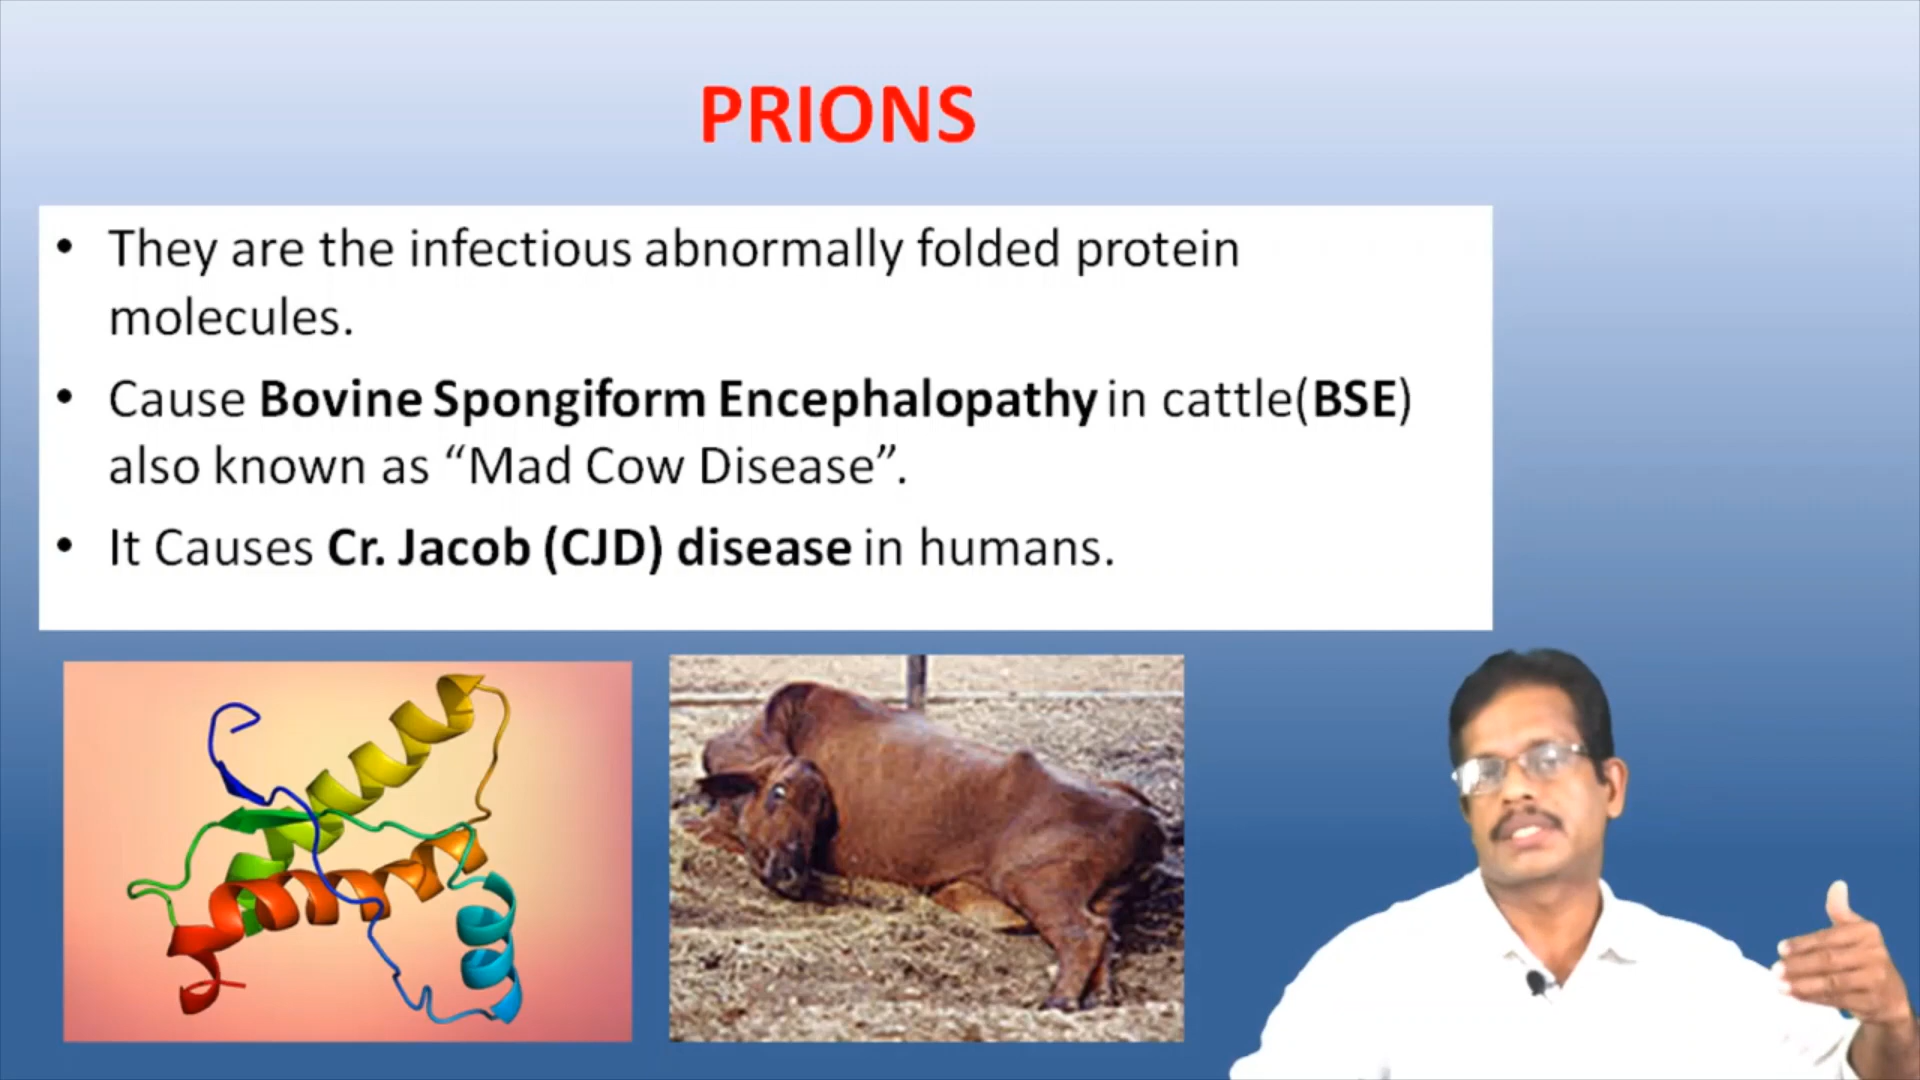 PRIONS
• They are the infectious abnormally folded protein
molecules.
• Cause Bovine Spongiform Encephalopathy in cattle(BSE)
also known as “Mad Cow Disease”.
• It Causes Cr. Jacob (CJD) disease in humans.